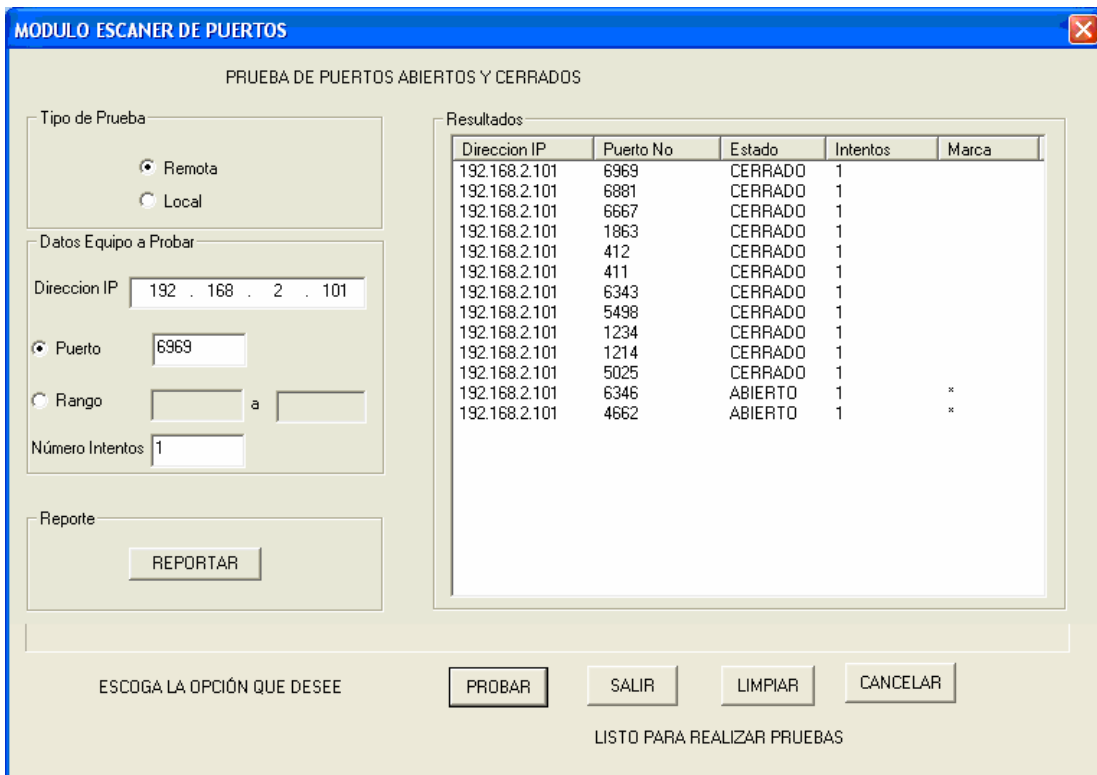 MODULO ESCANER DE PUERTOS
PRUEBA DE PUERTOS ABIERTOS Y CERRADOS
Tipo de Prueba
Remota
Local
Datos Equipo a Probar
Direccion IP 192 . 168 . 2 . 101
Puerto 6969
Rango a
Número Intentos 1
Reporte
REPORTAR
Resultados
Direccion IP Puerto No Estado Intentos Marca
192.168.2.101 6969 CERRADO 1
192.168.2.101 6881 CERRADO 1
192.168.2.101 6667 CERRADO 1
192.168.2.101 1863 CERRADO 1
192.168.2.101 412 CERRADO 1
192.168.2.101 411 CERRADO 1
192.168.2.101 6343 CERRADO 1
192.168.2.101 5498 CERRADO 1
192.168.2.101 1234 CERRADO 1
192.168.2.101 1214 CERRADO 1
192.168.2.101 5025 CERRADO 1
192.168.2.101 6346 ABIERTO 1 *
192.168.2.101 4662 ABIERTO 1 *
ESCOGA LA OPCIÓN QUE DESEE
PROBAR SALIR LIMPIAR CANCELAR
LISTO PARA REALIZAR PRUEBAS